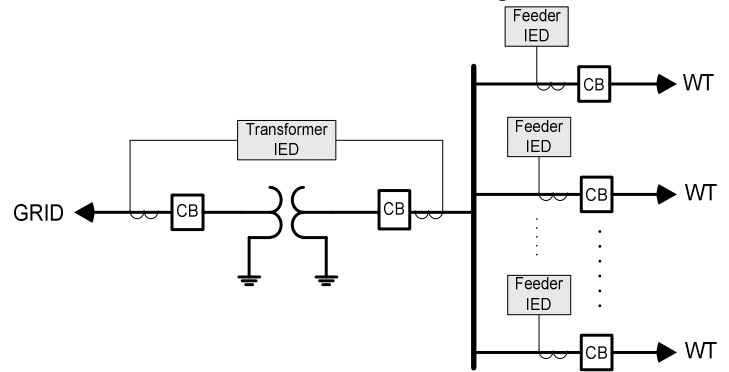 Feeder
IED
CB
WT
Transformer
IED
Feeder
IED
CB
WT
GRID
CB
CB
Feeder
IED
CB
WT